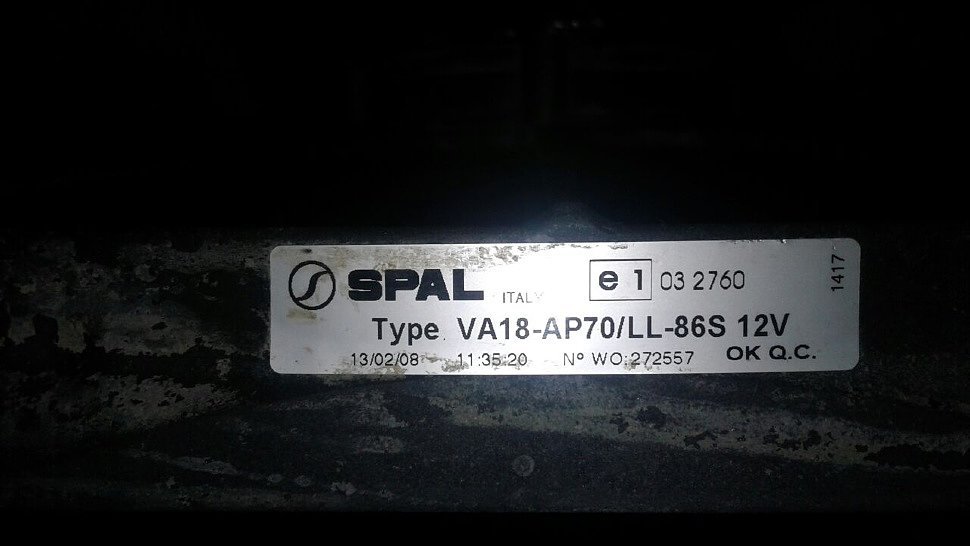 SPAL ITALY e 1 03 2760
1417
Type VA18-AP70/LL-86S 12V
13/02/08 11:35:20 Nº WO:272557 OK Q.C.